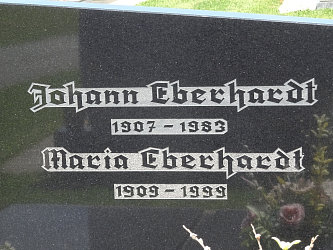 Johann Eberhardt
1907 – 1983
Maria Eberhardt
1909 – 1999